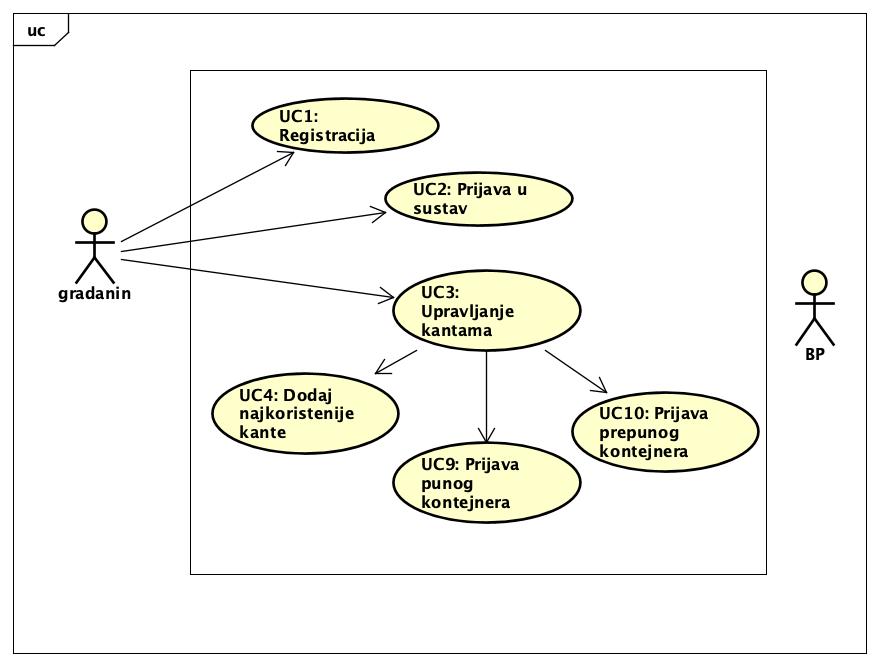 uc
UC1:
Registracija
UC2: Prijava u
sustav
gradanin
UC3:
Upravljanje
kantama
BP
UC4: Dodaj
najkoristenije
kante
UC10: Prijava
prepunog
kontejnera
UC9: Prijava
punog
kontejnera